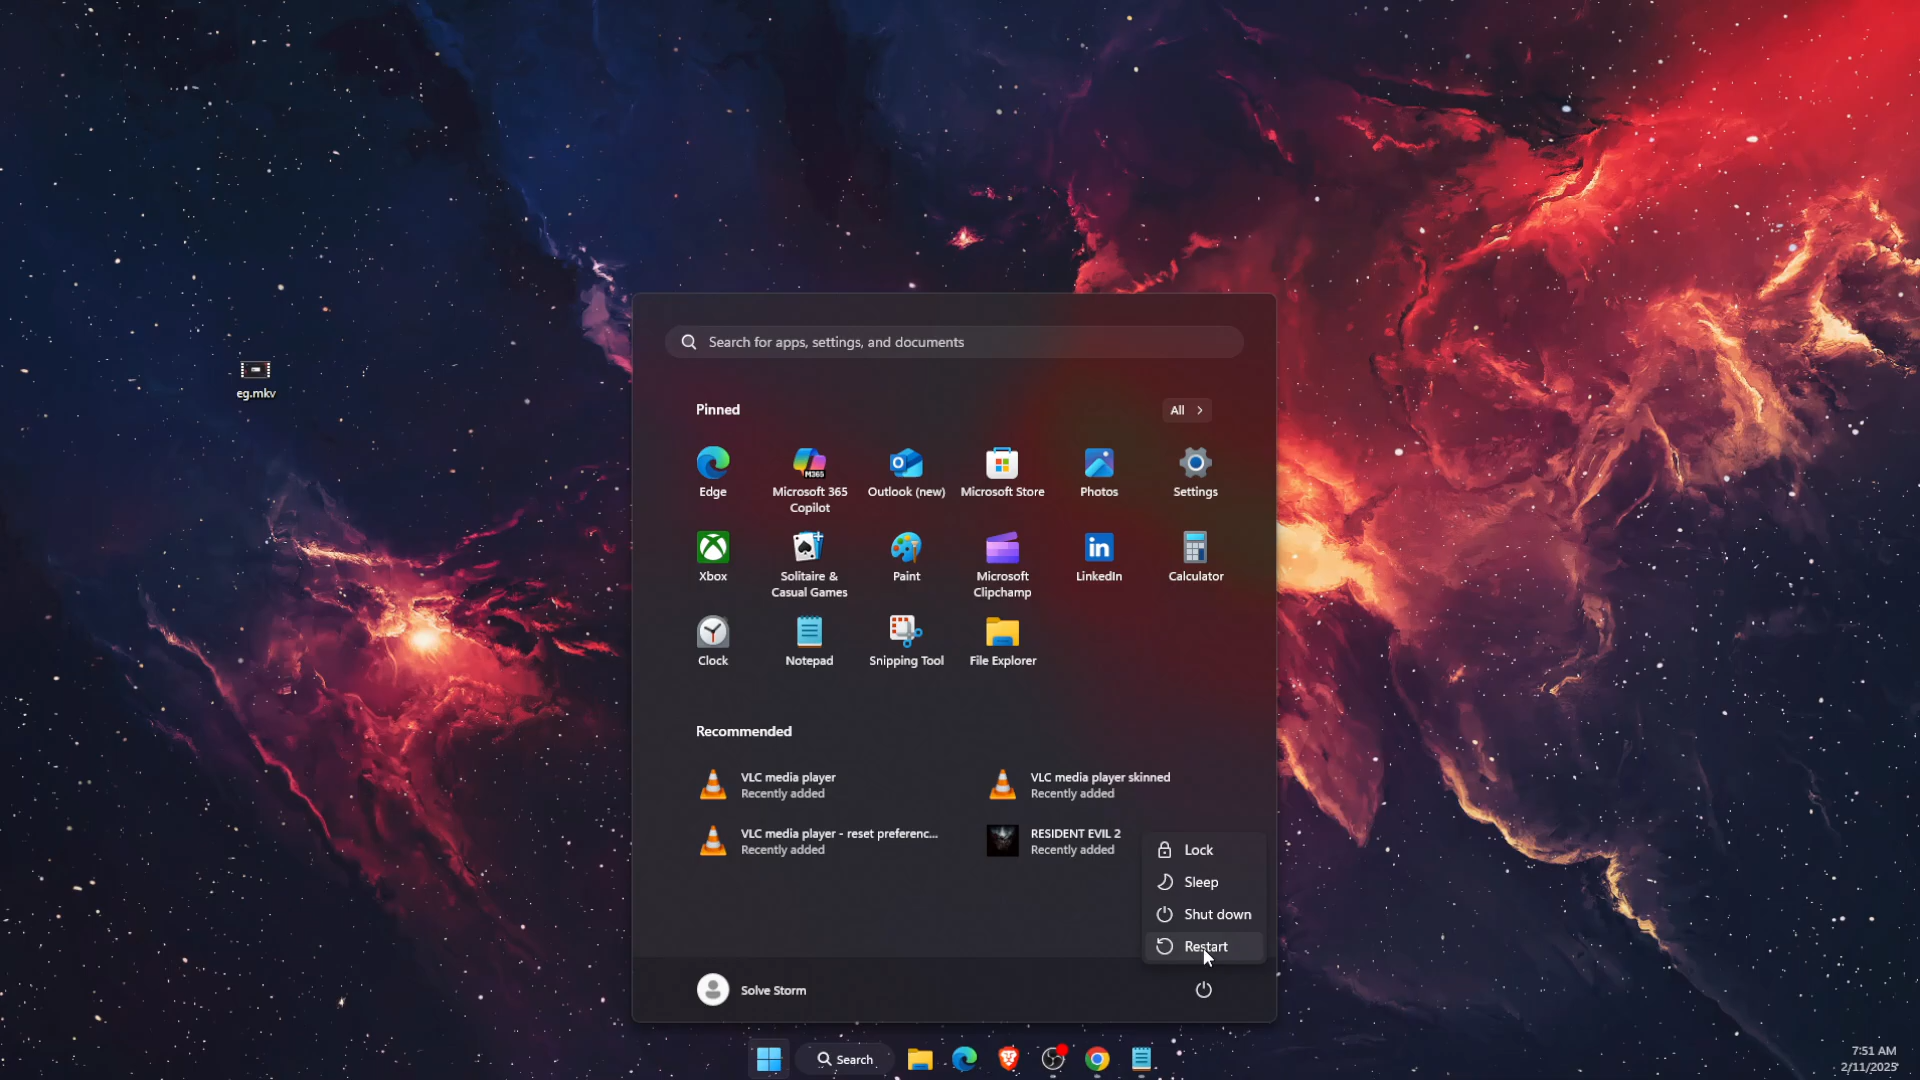 eg.mkv
Search for apps, settings, and documents
Pinned
All
Edge
Microsoft 365
Copilot
Outlook (new)
Microsoft Store
Photos
Settings
Xbox
Solitaire &
Casual Games
Paint
Microsoft
Clipchamp
LinkedIn
Calculator
Clock
Notepad
Snipping Tool
File Explorer
Recommended
VLC media player
Recently added
VLC media player skinned
Recently added
VLC media player - reset preferenc...
Recently added
RESIDENT EVIL 2
Recently added
Lock
Sleep
Shut down
Restart
Solve Storm
Search
7:51 AM
2/11/2025